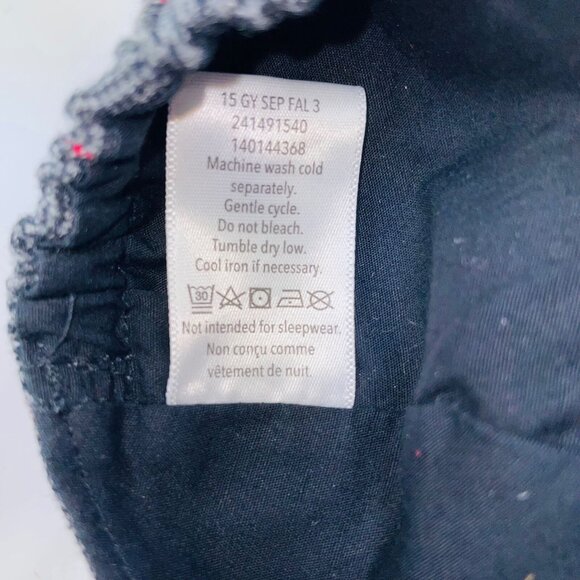 15 GY SEP FAL 3
241491540
140144368
Machine wash cold
separately.
Gentle cycle.
Do not bleach.
Tumble dry low.
Cool iron if necessary.
30
Not intended for sleepwear.
Non conçu comme
vêtement de nuit.